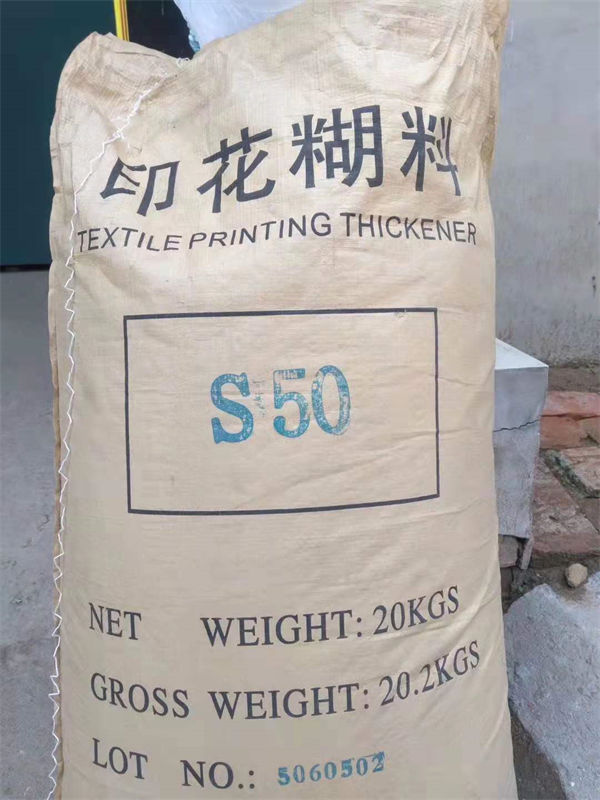 印花糊料
TEXTILE PRINTING THICKENER
S 50
NET WEIGHT: 20KGS
GROSS WEIGHT: 20.2KGS
LOT NO.: 5060502